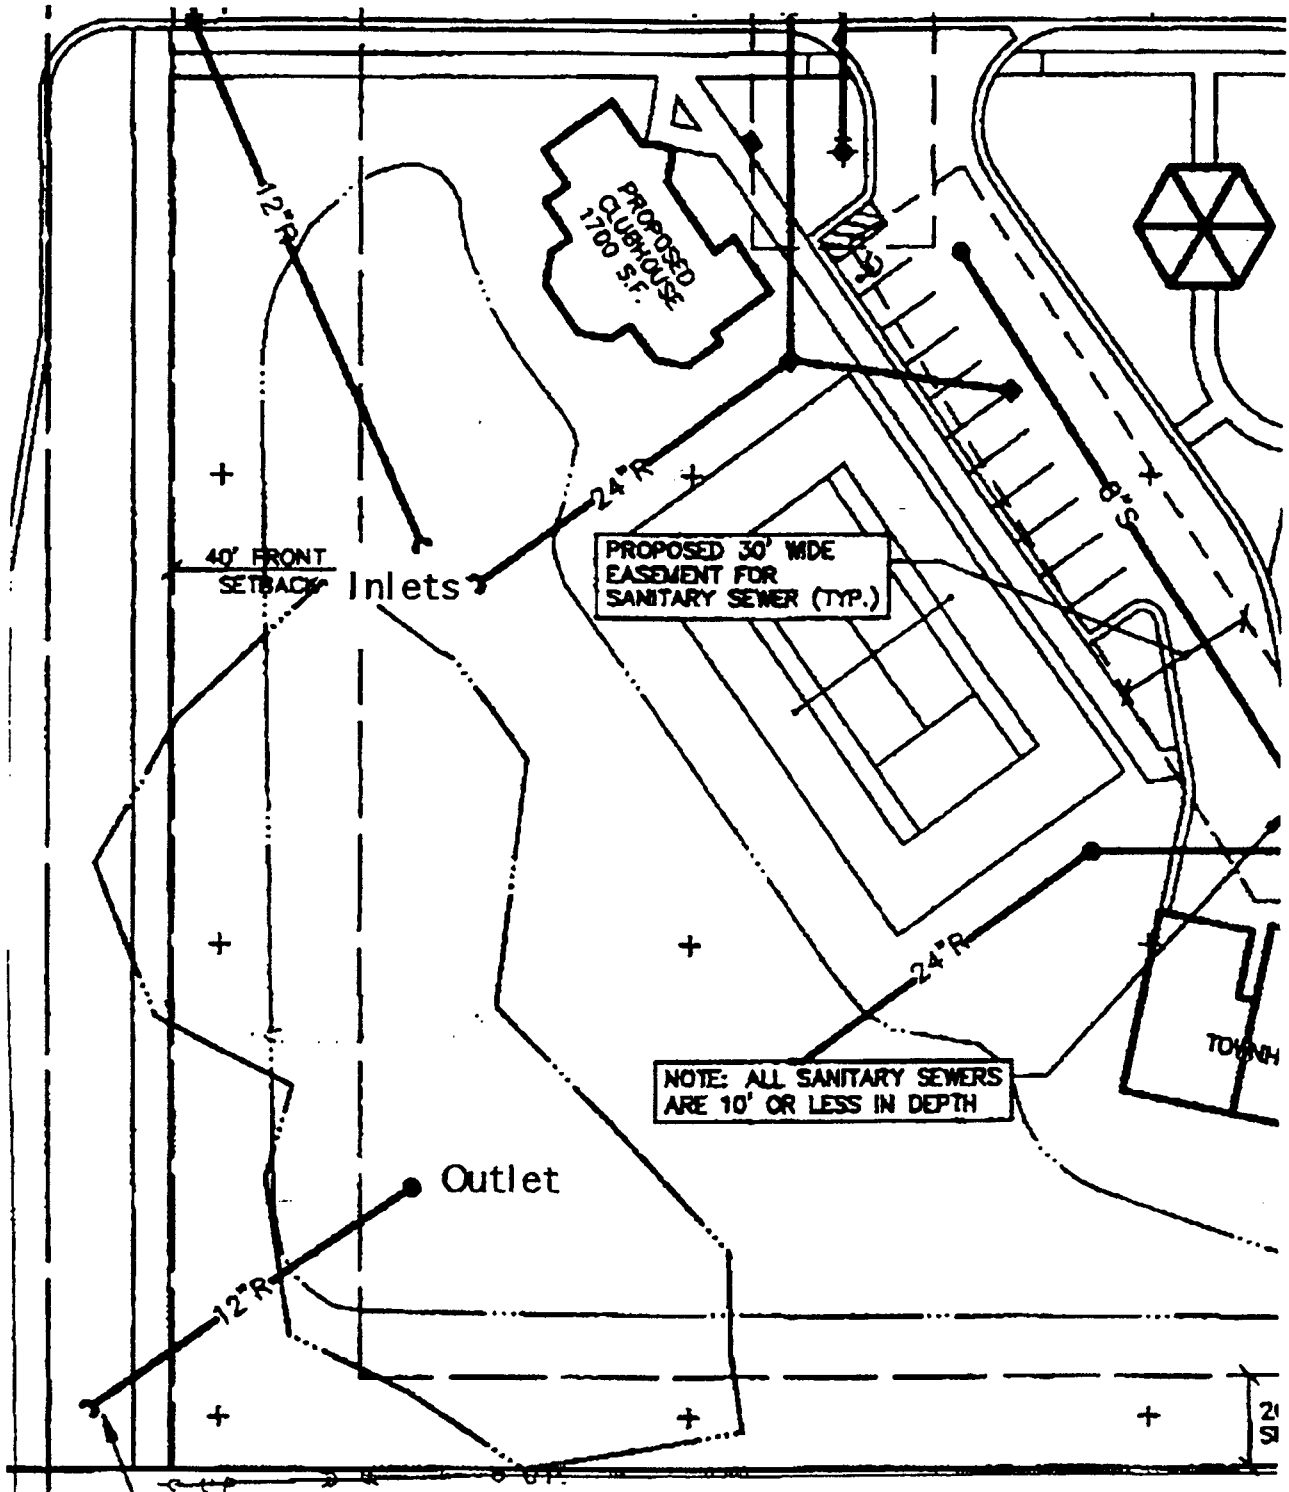 12"R
PROPOSED
CLUBHOUSE
1700 S.F.
24"R
8"S
40' FRONT
SETBACK
Inlets
PROPOSED 30' WIDE
EASEMENT FOR
SANITARY SEWER (TYP.)
24"R
NOTE: ALL SANITARY SEWERS
ARE 10' OR LESS IN DEPTH
TOWNH
Outlet
12"R